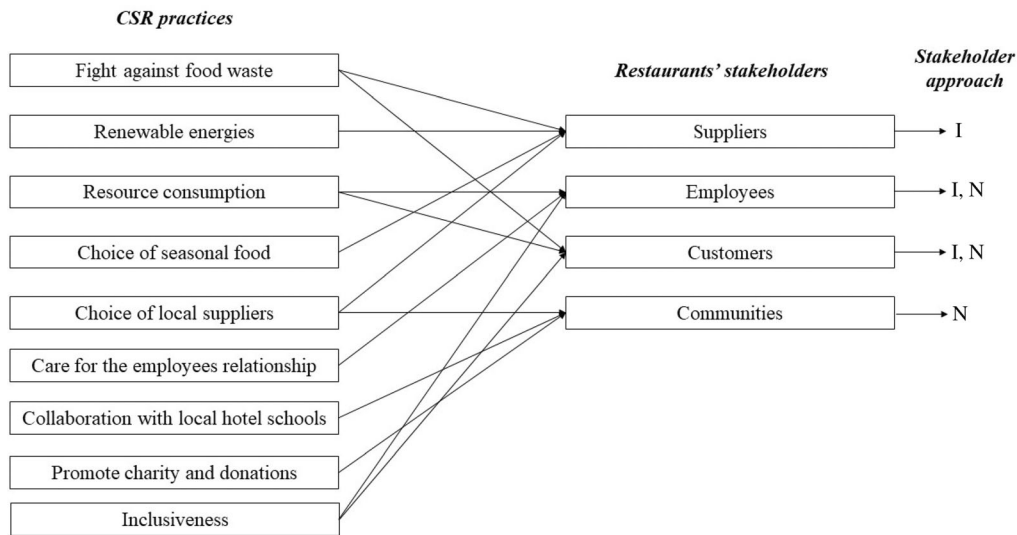 CSR practices
Fight against food waste
Renewable energies
Resource consumption
Choice of seasonal food
Choice of local suppliers
Care for the employees relationship
Collaboration with local hotel schools
Promote charity and donations
Inclusiveness
Restaurants’ stakeholders
Suppliers
Employees
Customers
Communities
Stakeholder
approach
I
I, N
I, N
N